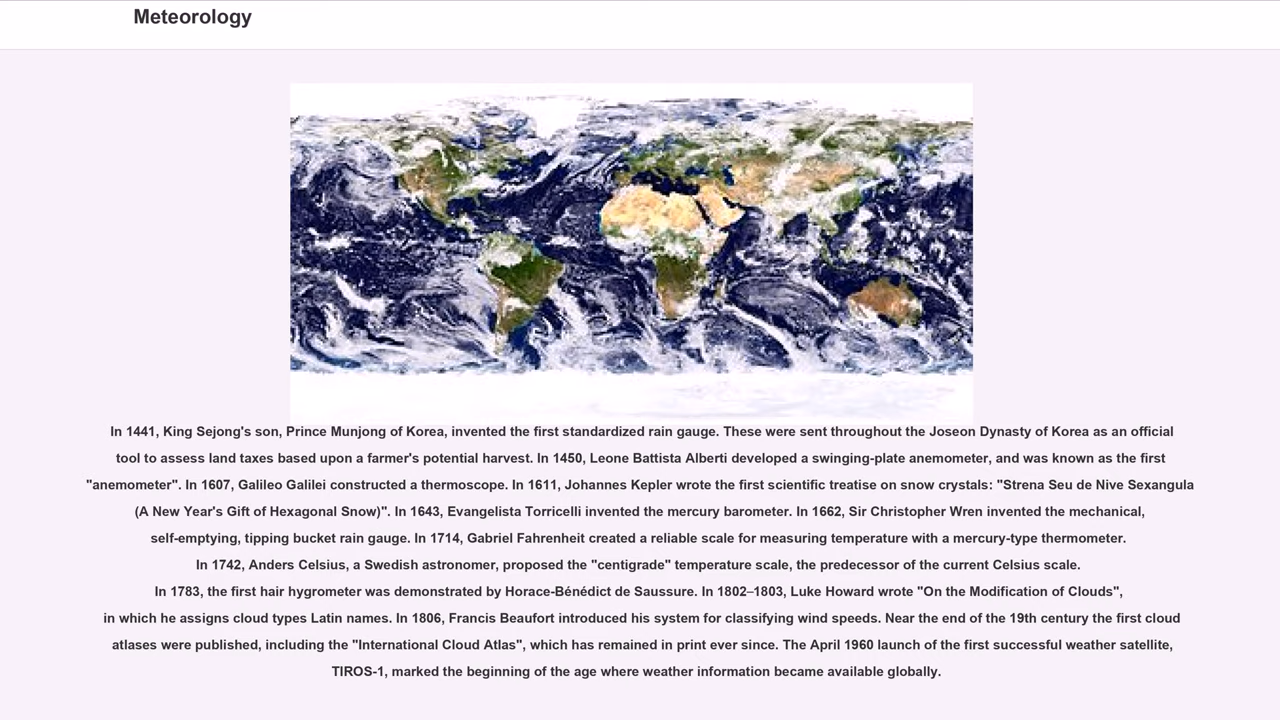 Meteorology
In 1441, King Sejong's son, Prince Munjong of Korea, invented the first standardized rain gauge. These were sent throughout the Joseon Dynasty of Korea as an official
tool to assess land taxes based upon a farmer's potential harvest. In 1450, Leone Battista Alberti developed a swinging-plate anemometer, and was known as the first
"anemometer". In 1607, Galileo Galilei constructed a thermoscope. In 1611, Johannes Kepler wrote the first scientific treatise on snow crystals: "Strena Seu de Nive Sexangula
(A New Year's Gift of Hexagonal Snow)". In 1643, Evangelista Torricelli invented the mercury barometer. In 1662, Sir Christopher Wren invented the mechanical,
self-emptying, tipping bucket rain gauge. In 1714, Gabriel Fahrenheit created a reliable scale for measuring temperature with a mercury-type thermometer.
In 1742, Anders Celsius, a Swedish astronomer, proposed the "centigrade" temperature scale, the predecessor of the current Celsius scale.
In 1783, the first hair hygrometer was demonstrated by Horace-Bénédict de Saussure. In 1802–1803, Luke Howard wrote "On the Modification of Clouds",
in which he assigns cloud types Latin names. In 1806, Francis Beaufort introduced his system for classifying wind speeds. Near the end of the 19th century the first cloud
atlases were published, including the "International Cloud Atlas", which has remained in print ever since. The April 1960 launch of the first successful weather satellite,
TIROS-1, marked the beginning of the age where weather information became available globally.